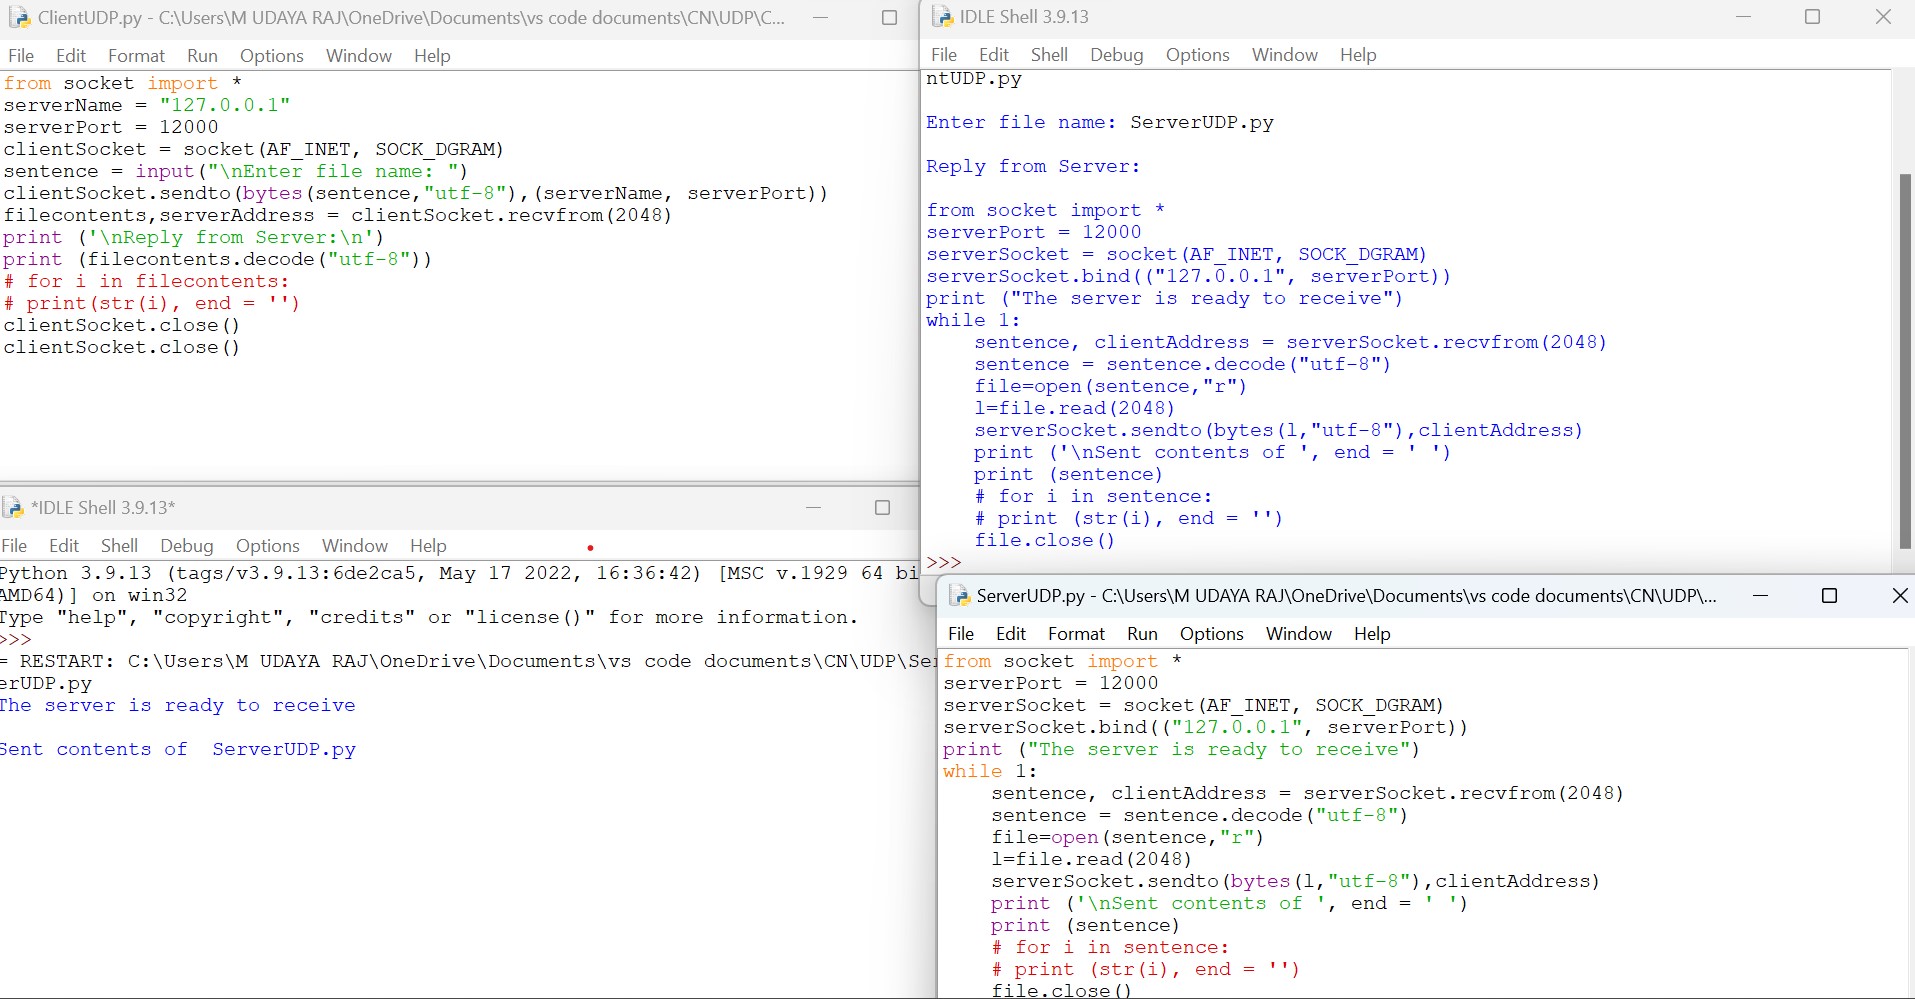 ClientUDP.py - C:\Users\M UDAYA RAJ\OneDrive\Documents\vs code documents\CN\UDP\C...
File Edit Format Run Options Window Help
from socket import *
serverName = "127.0.0.1"
serverPort = 12000
clientSocket = socket(AF_INET, SOCK_DGRAM)
sentence = input("\nEnter file name: ")
clientSocket.sendto(bytes(sentence,"utf-8"),(serverName, serverPort))
filecontents,serverAddress = clientSocket.recvfrom(2048)
print ('\nReply from Server:\n')
print (filecontents.decode("utf-8"))
# for i in filecontents:
# print(str(i), end = '')
clientSocket.close()
clientSocket.close()
IDLE Shell 3.9.13
File Edit Shell Debug Options Window Help
ntUDP.py
Enter file name: ServerUDP.py
Reply from Server:
from socket import *
serverPort = 12000
serverSocket = socket(AF_INET, SOCK_DGRAM)
serverSocket.bind(("127.0.0.1", serverPort))
print ("The server is ready to receive")
while 1:
    sentence, clientAddress = serverSocket.recvfrom(2048)
    sentence = sentence.decode("utf-8")
    file=open(sentence,"r")
    l=file.read(2048)
    serverSocket.sendto(bytes(l,"utf-8"),clientAddress)
    print ('\nSent contents of ', end = ' ')
    print (sentence)
    # for i in sentence:
    # print (str(i), end = '')
    file.close()
>>>
*IDLE Shell 3.9.13*
File Edit Shell Debug Options Window Help
Python 3.9.13 (tags/v3.9.13:6de2ca5, May 17 2022, 16:36:42) [MSC v.1929 64 bi
AMD64)] on win32
Type "help", "copyright", "credits" or "license()" for more information.
>>>
= RESTART: C:\Users\M UDAYA RAJ\OneDrive\Documents\vs code documents\CN\UDP\Se
erUDP.py
The server is ready to receive
Sent contents of  ServerUDP.py
ServerUDP.py - C:\Users\M UDAYA RAJ\OneDrive\Documents\vs code documents\CN\UDP\...
File Edit Format Run Options Window Help
from socket import *
serverPort = 12000
serverSocket = socket(AF_INET, SOCK_DGRAM)
serverSocket.bind(("127.0.0.1", serverPort))
print ("The server is ready to receive")
while 1:
    sentence, clientAddress = serverSocket.recvfrom(2048)
    sentence = sentence.decode("utf-8")
    file=open(sentence,"r")
    l=file.read(2048)
    serverSocket.sendto(bytes(l,"utf-8"),clientAddress)
    print ('\nSent contents of ', end = ' ')
    print (sentence)
    # for i in sentence:
    # print (str(i), end = '')
    file.close()